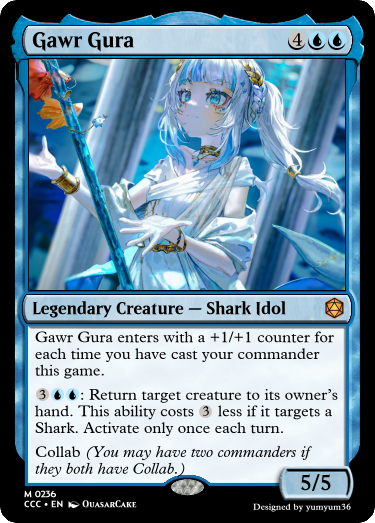 Gawr Gura 4
Legendary Creature — Shark Idol
Gawr Gura enters with a +1/+1 counter for
each time you have cast your commander
this game.
3: Return target creature to its owner's
hand. This ability costs 3 less if it targets a
Shark. Activate only once each turn.
Collab (You may have two commanders if
they both have Collab.)
5/5
M 0236
CCC • EN QuasarCake
Designed by yumyum36